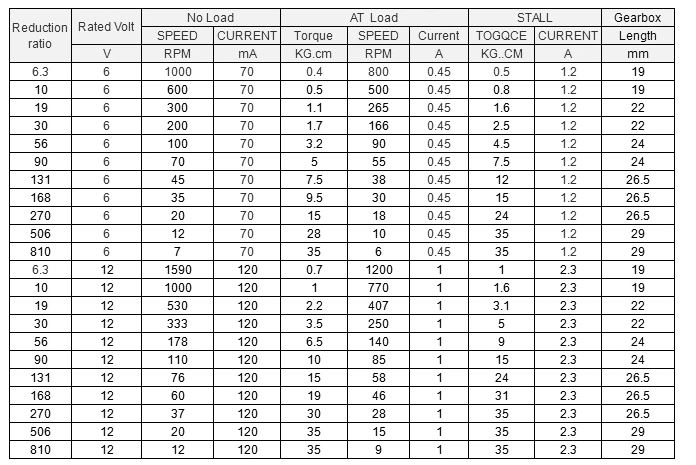 Reduction ratio Rated Volt No Load AT Load STALL Gearbox
SPEED CURRENT Torque SPEED Current TOGQCE CURRENT Length
V RPM mA KG.cm RPM A KG..CM A mm
6.3 6 1000 70 0.4 800 0.45 0.5 1.2 19
10 6 600 70 0.5 500 0.45 0.8 1.2 19
19 6 300 70 1.1 265 0.45 1.6 1.2 22
30 6 200 70 1.7 166 0.45 2.5 1.2 22
56 6 100 70 3.2 90 0.45 4.5 1.2 24
90 6 70 70 5 55 0.45 7.5 1.2 24
131 6 45 70 7.5 38 0.45 12 1.2 26.5
168 6 35 70 9.5 30 0.45 15 1.2 26.5
270 6 20 70 15 18 0.45 24 1.2 26.5
506 6 12 70 28 10 0.45 35 1.2 29
810 6 7 70 35 6 0.45 35 1.2 29
6.3 12 1590 120 0.7 1200 1 1 2.3 19
10 12 1000 120 1 770 1 1.6 2.3 19
19 12 530 120 2.2 407 1 3.1 2.3 22
30 12 333 120 3.5 250 1 5 2.3 22
56 12 178 120 6.5 140 1 9 2.3 24
90 12 110 120 10 85 1 15 2.3 24
131 12 76 120 15 58 1 24 2.3 26.5
168 12 60 120 19 46 1 31 2.3 26.5
270 12 37 120 30 28 1 35 2.3 26.5
506 12 20 120 35 15 1 35 2.3 29
810 12 12 120 35 9 1 35 2.3 29